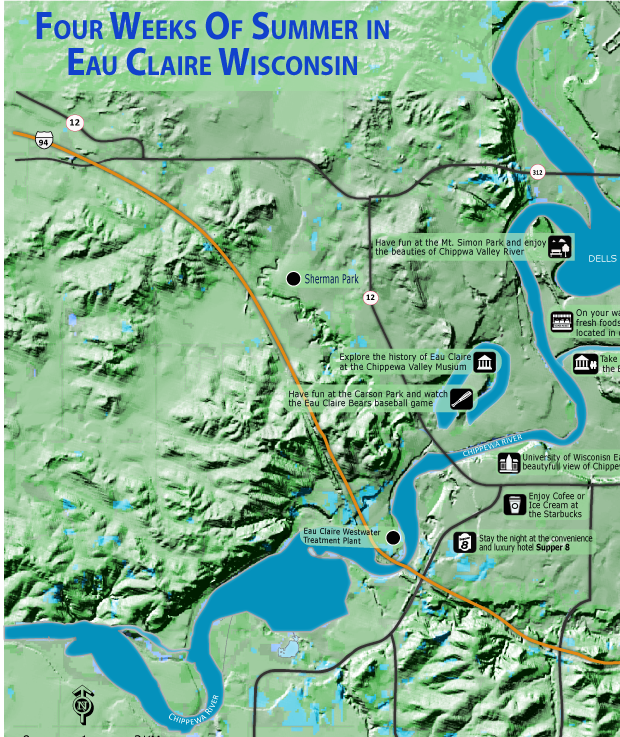 FOUR WEEKS OF SUMMER IN
EAU CLAIRE WISCONSIN
12
94
312
Have fun at the Mt. Simon Park and enjoy
the beauties of Chippwa Valley River
DELLS
Sherman Park
12
On your wa
fresh foods
located in
Explore the history of Eau Claire
at the Chippewa Valley Musium
Take
the E
Have fun at the Carson Park and watch
the Eau Claire Bears baseball game
CHIPPEWA RIVER
University of Wisconisn Ea
beautyfull view of Chippew
Enjoy Cofee or
Ice Cream at
the Starbucks
Eau Claire Westwater
Treatment Plant
8
Stay the night at the convenience
and luxury hotel Supper 8
N
CHIPPEWA RIVER